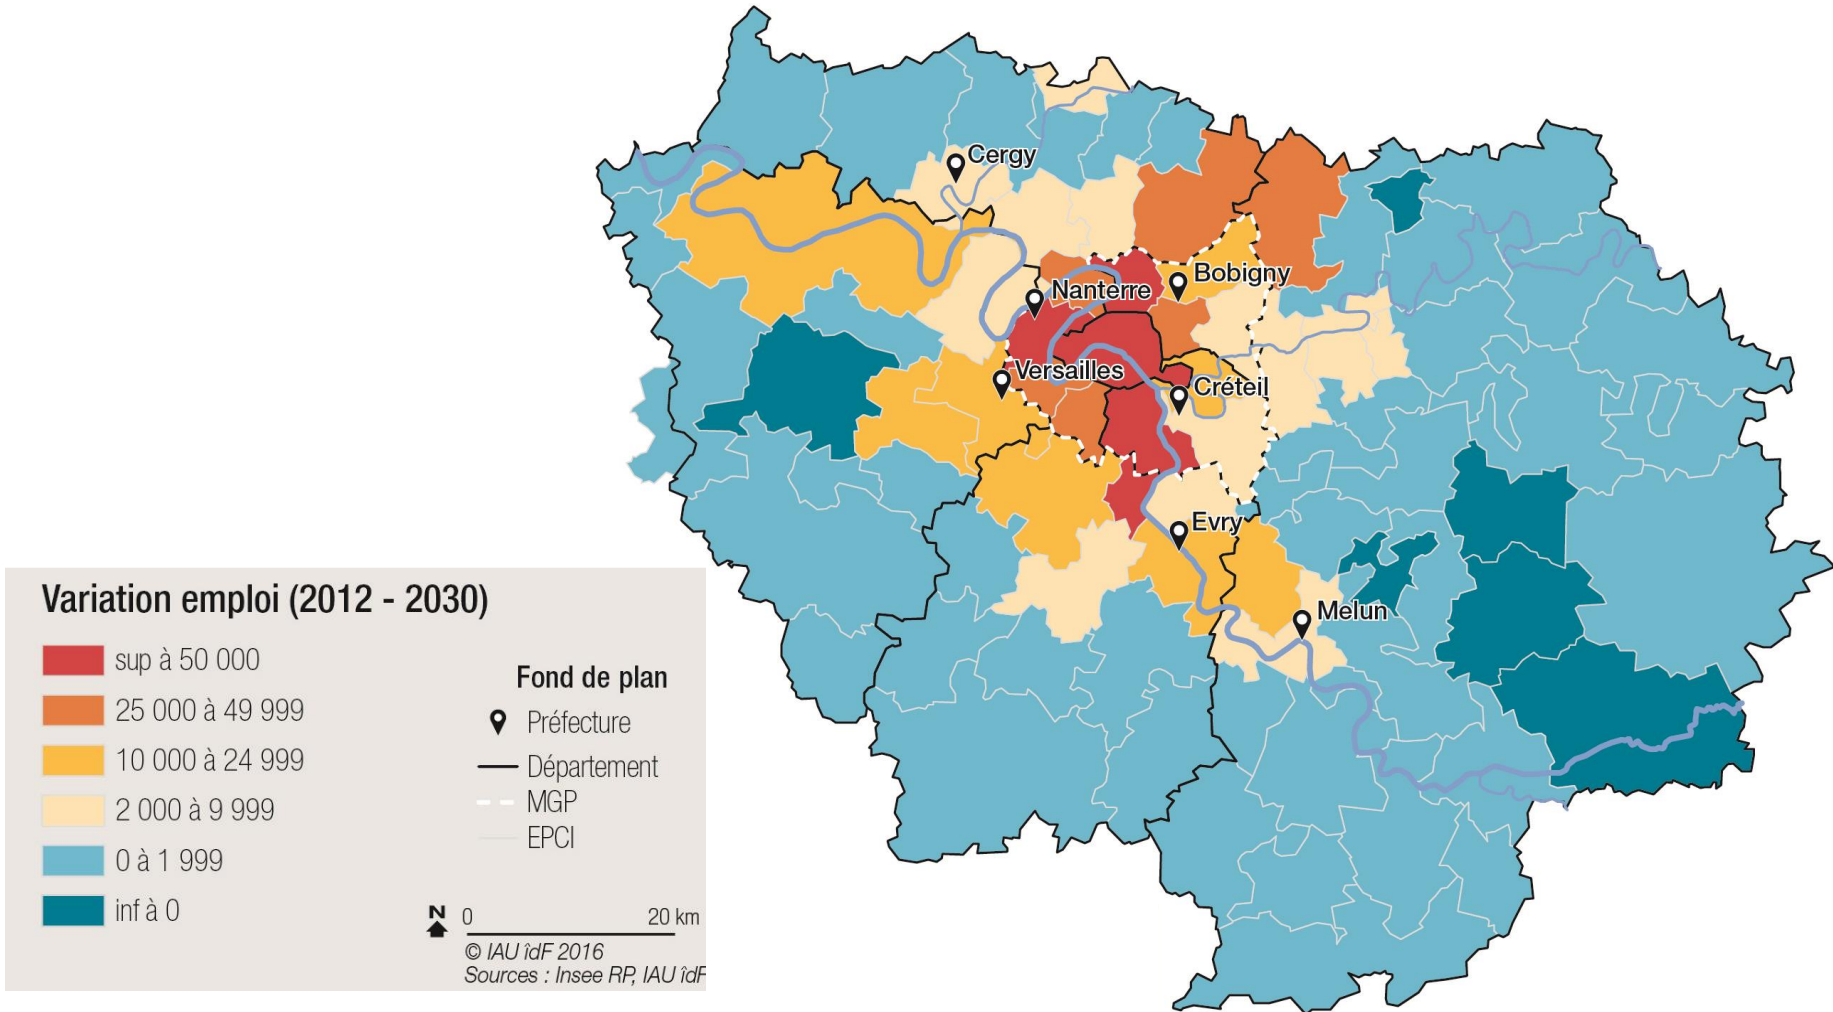 Cergy
Bobigny
Nanterre
Versailles
Créteil
Evry
Melun
Variation emploi (2012 - 2030)
sup à 50 000
25 000 à 49 999
10 000 à 24 999
2 000 à 9 999
0 à 1 999
inf à 0
Fond de plan
Préfecture
Département
MGP
EPCI
N 0 20 km
© IAU îdF 2016
Sources : Insee RP, IAU îdF